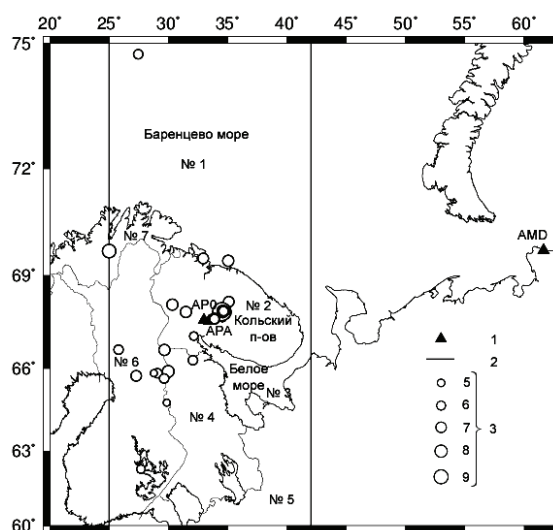 20° 25° 30° 35° 40° 45° 50° 55° 60°
75°
Баренцево море
№ 1
72°
№ 7
AMD
69°
AP0
№ 2
APA
Кольский
п-ов
1
2
№ 6
66°
Белое
море
№ 3
5
6
№ 4
7
3
8
63°
9
№ 5
60°